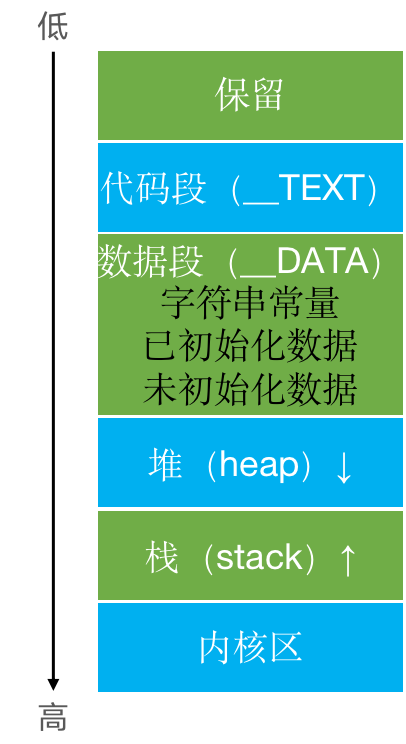 低
保留
代码段（__TEXT）
数据段（__DATA）
字符串常量
已初始化数据
未初始化数据
堆（heap）↓
栈（stack）↑
内核区
高